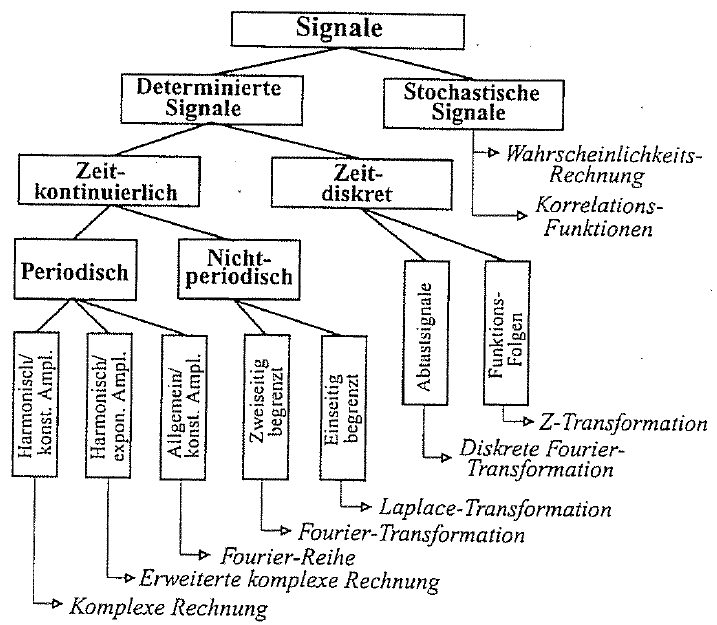 Signale
Determinierte
Signale
Stochastische
Signale
Wahrscheinlichkeits-
Rechnung
Korrelations-
Funktionen
Zeit-
kontinuierlich
Zeit-
diskret
Periodisch
Nicht-
periodisch
Harmonisch/
konst. Ampl.
Harmonisch/
expon. Ampl.
Allgemein/
konst. Ampl.
Zweiseitig
begrenzt
Einseitig
begrenzt
Abtastsignale
Funktions-
Folgen
Z-Transformation
Diskrete Fourier-
Transformation
Laplace-Transformation
Fourier-Transformation
Fourier-Reihe
Erweiterte komplexe Rechnung
Komplexe Rechnung